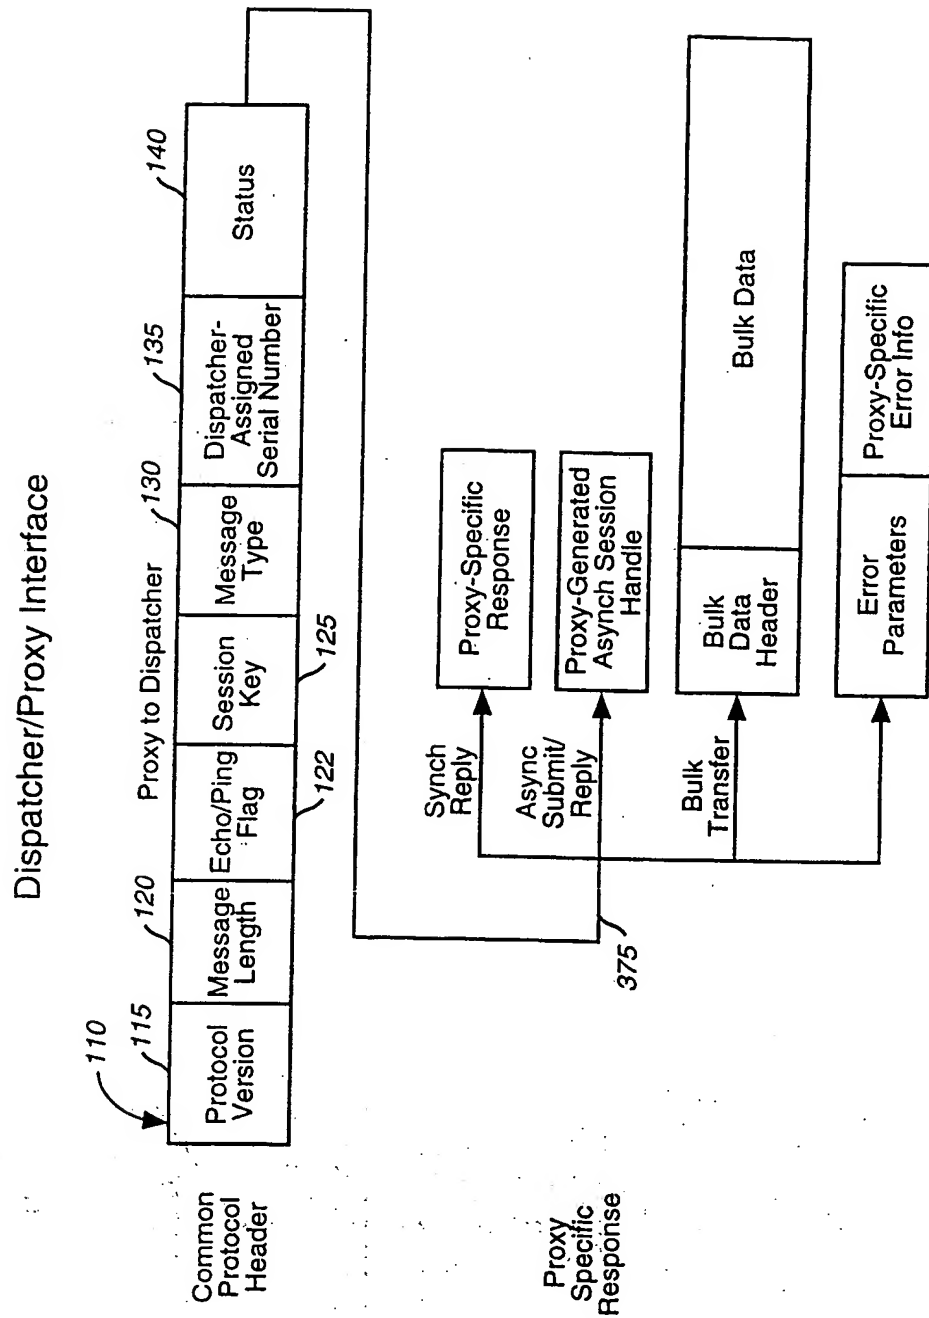 Dispatcher/Proxy Interface
Proxy to Dispatcher
110
115
120
130
135
140
Common
Protocol
Header
Protocol
Version
Message
Length
Echo/Ping
Flag
Session
Key
Message
Type
Dispatcher-
Assigned
Serial Number
Status
122
125
Proxy
Specific
Response
375
Synch
Reply
Proxy-Specific
Response
Async
Submit/
Reply
Proxy-Generated
Asynch Session
Handle
Bulk
Transfer
Bulk
Data
Header
Bulk Data
Error
Parameters
Proxy-Specific
Error Info